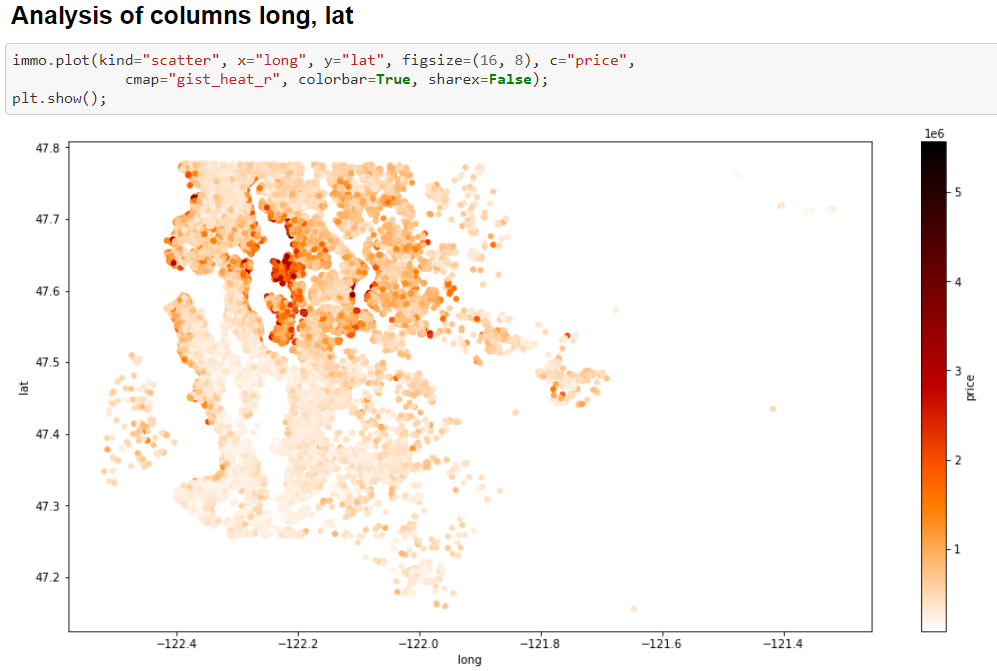 Analysis of columns long, lat
immo.plot(kind="scatter", x="long", y="lat", figsize=(16, 8), c="price",
cmap="gist_heat_r", colorbar=True, sharex=False);
plt.show();
1e6
47.8
47.7
47.6
47.5
47.4
47.3
47.2
lat
−122.4
−122.2
−122.0
−121.8
−121.6
−121.4
long
5
4
3
2
1
price